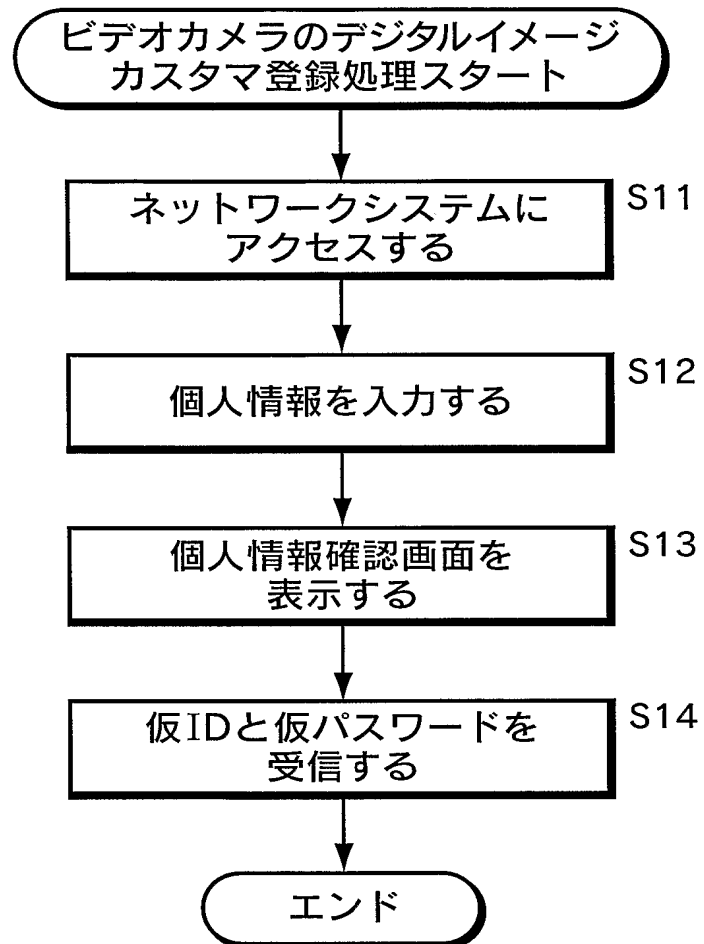 ビデオカメラのデジタルイメージ
カスタマ登録処理スタート
ネットワークシステムに
アクセスする
S11
個人情報を入力する
S12
個人情報確認画面を
表示する
S13
仮IDと仮パスワードを
受信する
S14
エンド